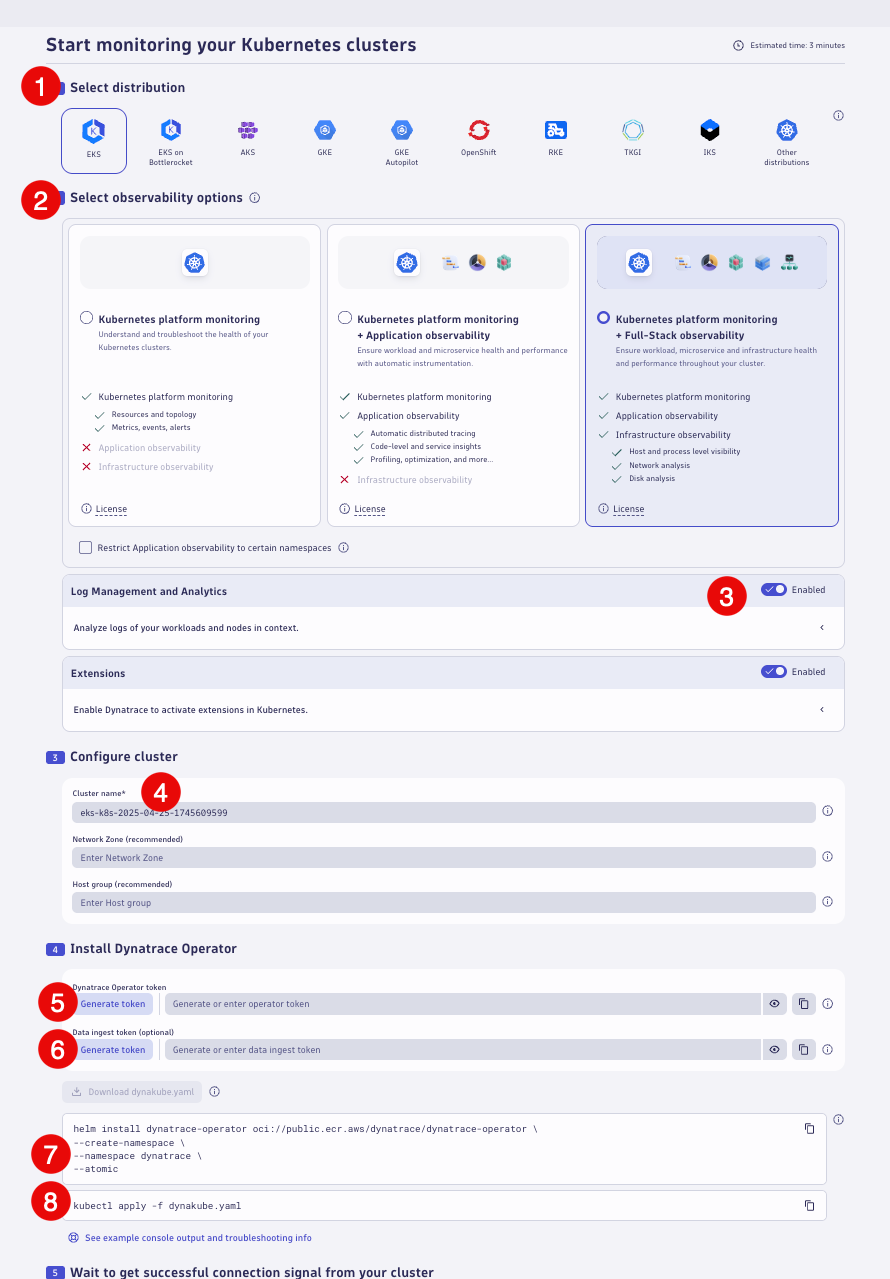 Start monitoring your Kubernetes clusters
Estimated time: 3 minutes
1
Select distribution
EKS
EKS on
Bottlerocket
AKS
GKE
GKE
Autopilot
OpenShift
RKE
TKGI
IKS
Other
distributions
2
Select observability options
Kubernetes platform monitoring
Understand and troubleshoot the health of your
Kubernetes clusters.
Kubernetes platform monitoring
Resources and topology
Metrics, events, alerts
Application observability
Infrastructure observability
License
Kubernetes platform monitoring
+ Application observability
Ensure workload and microservice health and performance
with automatic instrumentation.
Kubernetes platform monitoring
Application observability
Automatic distributed tracing
Code-level and service insights
Profiling, optimization, and more...
Infrastructure observability
License
Kubernetes platform monitoring
+ Full-Stack observability
Ensure workload, microservice and infrastructure health
and performance throughout your cluster.
Kubernetes platform monitoring
Application observability
Infrastructure observability
Host and process level visibility
Network analysis
Disk analysis
License
Restrict Application observability to certain namespaces
Log Management and Analytics
3
Enabled
Analyze logs of your workloads and nodes in context.
Extensions
Enabled
Enable Dynatrace to activate extensions in Kubernetes.
3
Configure cluster
Cluster name*
4
eks-k8s-2025-04-25-1745609599
Network Zone (recommended)
Enter Network Zone
Host group (recommended)
Enter Host group
4
Install Dynatrace Operator
Dynatrace Operator token
5
Generate token
Generate or enter operator token
Data ingest token (optional)
6
Generate token
Generate or enter data ingest token
Download dynakube.yaml
helm install dynatrace-operator oci://public.ecr.aws/dynatrace/dynatrace-operator \
--create-namespace \
7
--namespace dynatrace \
--atomic
8
kubectl apply -f dynakube.yaml
See example console output and troubleshooting info
5
Wait to get successful connection signal from your cluster